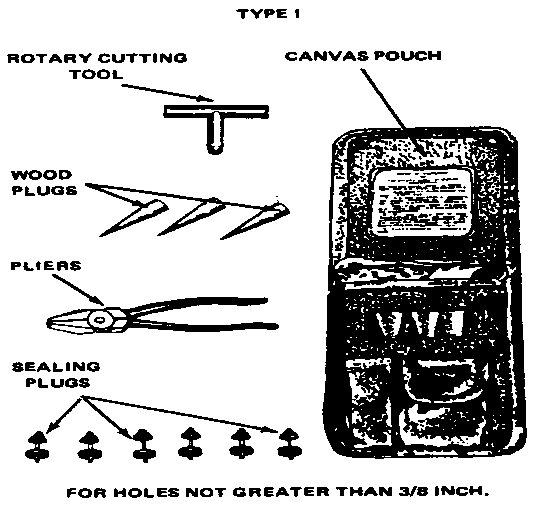 TYPE 1
ROTARY CUTTING
TOOL
CANVAS POUCH
WOOD
PLUGS
PLIERS
SEALING
PLUGS
FOR HOLES NOT GREATER THAN 3/8 INCH.